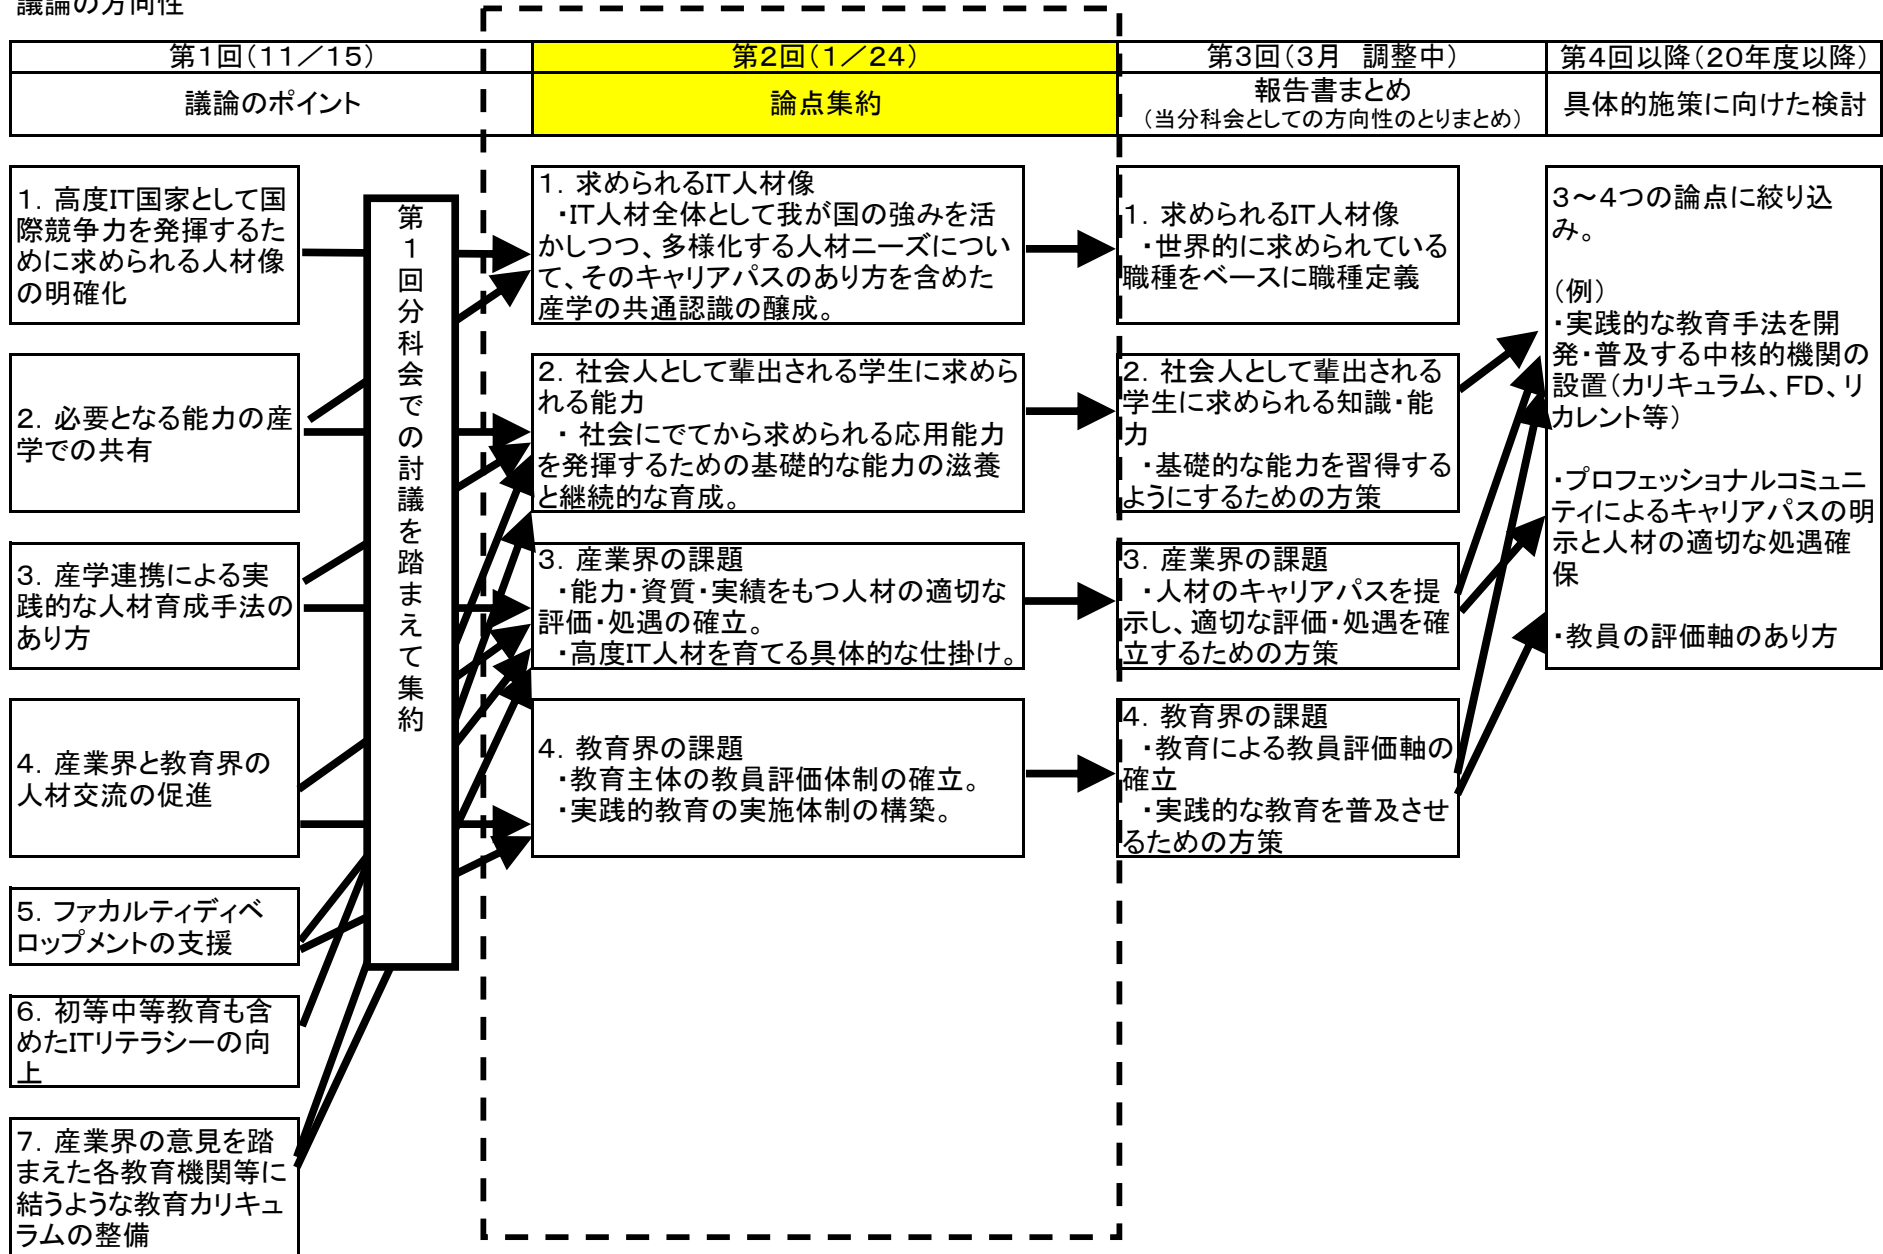 議論の方向性
第1回(11／15)
第2回(1／24)
第3回(3月　調整中)
第4回以降(20年度以降)
議論のポイント
論点集約
報告書まとめ
(当分科会としての方向性のとりまとめ)
具体的施策に向けた検討
1．高度IT国家として国
際競争力を発揮するた
めに求められる人材像
の明確化
2．必要となる能力の産
学での共有
3．産学連携による実
践的な人材育成手法の
あり方
4．産業界と教育界の
人材交流の促進
5．ファカルティディベ
ロップメントの支援
6．初等中等教育も含
めたITリテラシーの向
上
7．産業界の意見を踏
まえた各教育機関等に
結うような教育カリキュ
ラムの整備
第1回分科会での討議を踏まえて集約
1．求められるIT人材像
・IT人材全体として我が国の強みを活
かしつつ、多様化する人材ニーズについ
て、そのキャリアパスのあり方を含めた
産学の共通認識の醸成。
2．社会人として輩出される学生に求めら
れる能力
・ 社会にでてから求められる応用能力
を発揮するための基礎的な能力の滋養
と継続的な育成。
3．産業界の課題
・能力・資質・実績をもつ人材の適切な
評価・処遇の確立。
・高度IT人材を育てる具体的な仕掛け。
4．教育界の課題
・教育主体の教員評価体制の確立。
・実践的教育の実施体制の構築。
1．求められるIT人材像
・世界的に求められている
職種をベースに職種定義
2．社会人として輩出される
学生に求められる知識・能
力
・基礎的な能力を習得する
ようにするための方策
3．産業界の課題
・人材のキャリアパスを提
示し、適切な評価・処遇を確
立するための方策
4．教育界の課題
・教育による教員評価軸の
確立
・実践的な教育を普及させ
るための方策
3～4つの論点に絞り込
み。
(例)
・実践的な教育手法を開
発・普及する中核的機関の
設置(カリキュラム、FD、リ
カレント等)
・プロフェッショナルコミュニ
ティによるキャリアパスの明
示と人材の適切な処遇確
保
・教員の評価軸のあり方